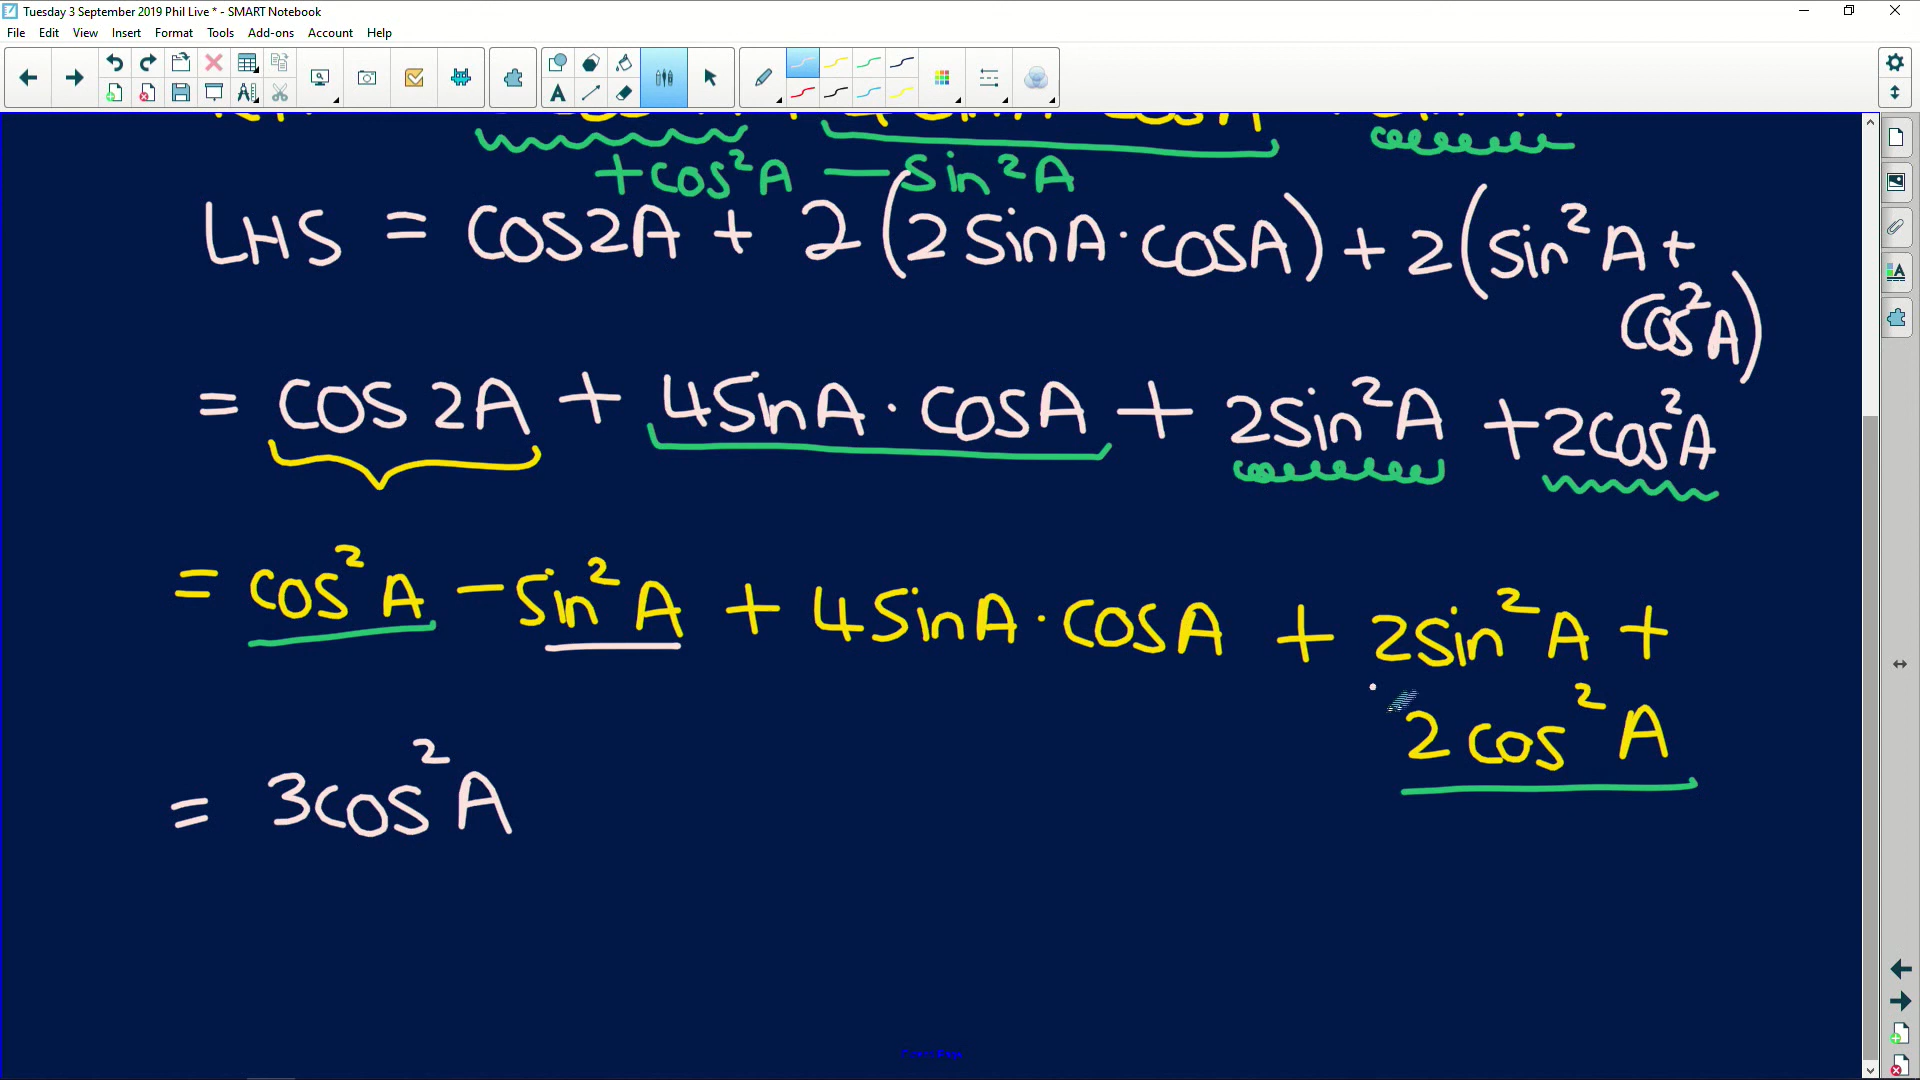 Tuesday 3 September 2019 Phil Live * - SMART Notebook
File Edit View Insert Format Tools Add-ons Account Help
+cos²A − sin²A
LHS = cos2A + 2(2sinA·cosA) + 2(sin²A +
cos²A)
= cos2A + 4sinA·cosA + 2sin²A + 2cos²A
= cos²A − sin²A + 4sinA·cosA + 2sin²A +
2cos²A
= 3cos²A